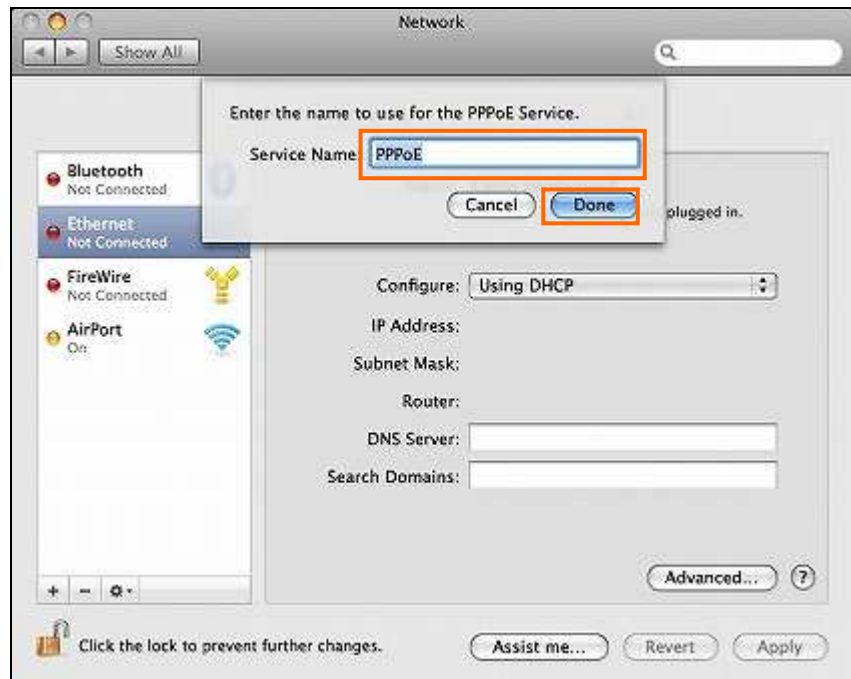 Network
Show All
Enter the name to use for the PPPoE Service.
Service Name: PPPoE
Cancel Done
plugged in.
Bluetooth
Not Connected
Ethernet
Not Connected
FireWire
Not Connected
AirPort
On
Configure: Using DHCP
IP Address:
Subnet Mask:
Router:
DNS Server:
Search Domains:
Advanced... ?
+ −
Click the lock to prevent further changes.
Assist me... Revert Apply